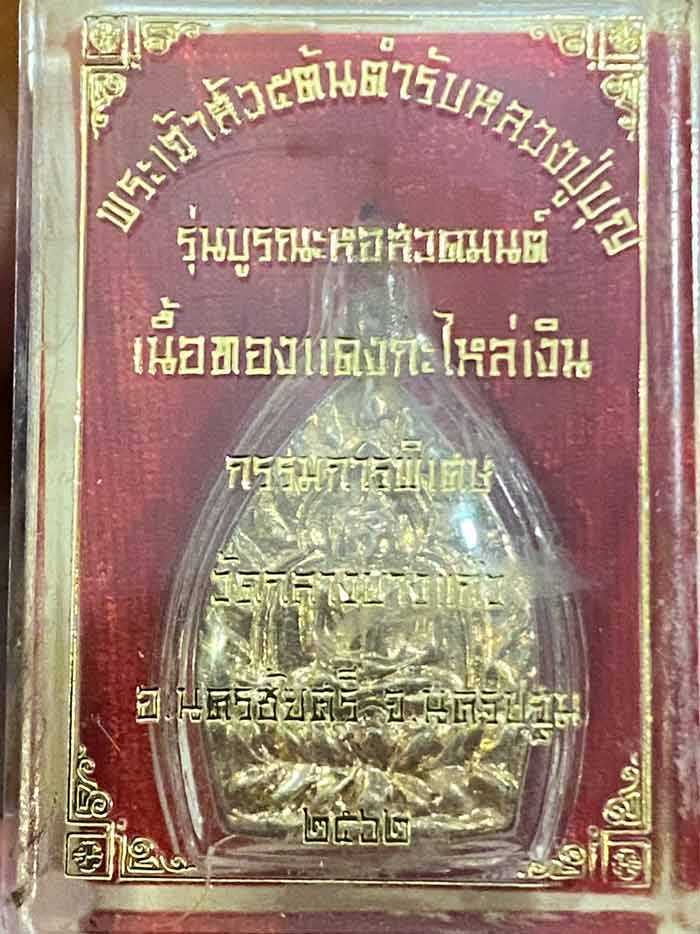 พระเจ้าสัว๕ต้นตำรับหลวงปู่บุญ
รุ่นบูรณะหอสวดมนต์
เนื้อทองแดงกะไหล่เงิน
กรรมการพิเศษ
วัดกลางบางแก้ว
อ.นครชัยศรี จ.นครปฐม
๒๕๖๒